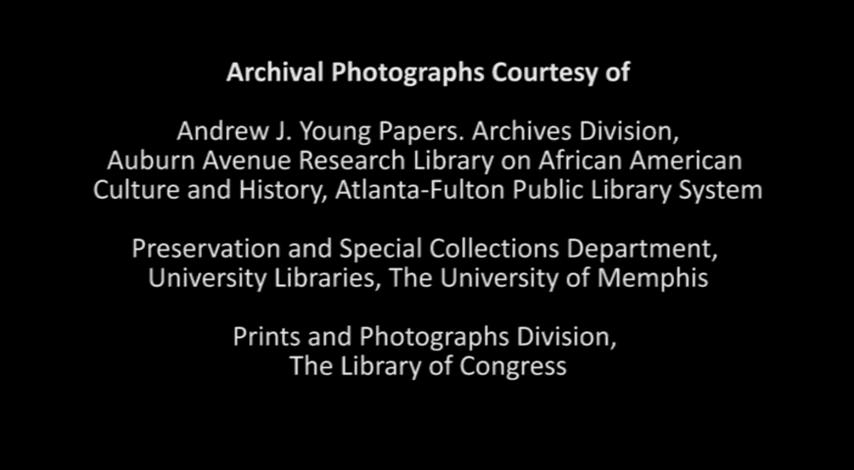 Archival Photographs Courtesy of
Andrew J. Young Papers. Archives Division,
Auburn Avenue Research Library on African American
Culture and History, Atlanta-Fulton Public Library System
Preservation and Special Collections Department,
University Libraries, The University of Memphis
Prints and Photographs Division,
The Library of Congress